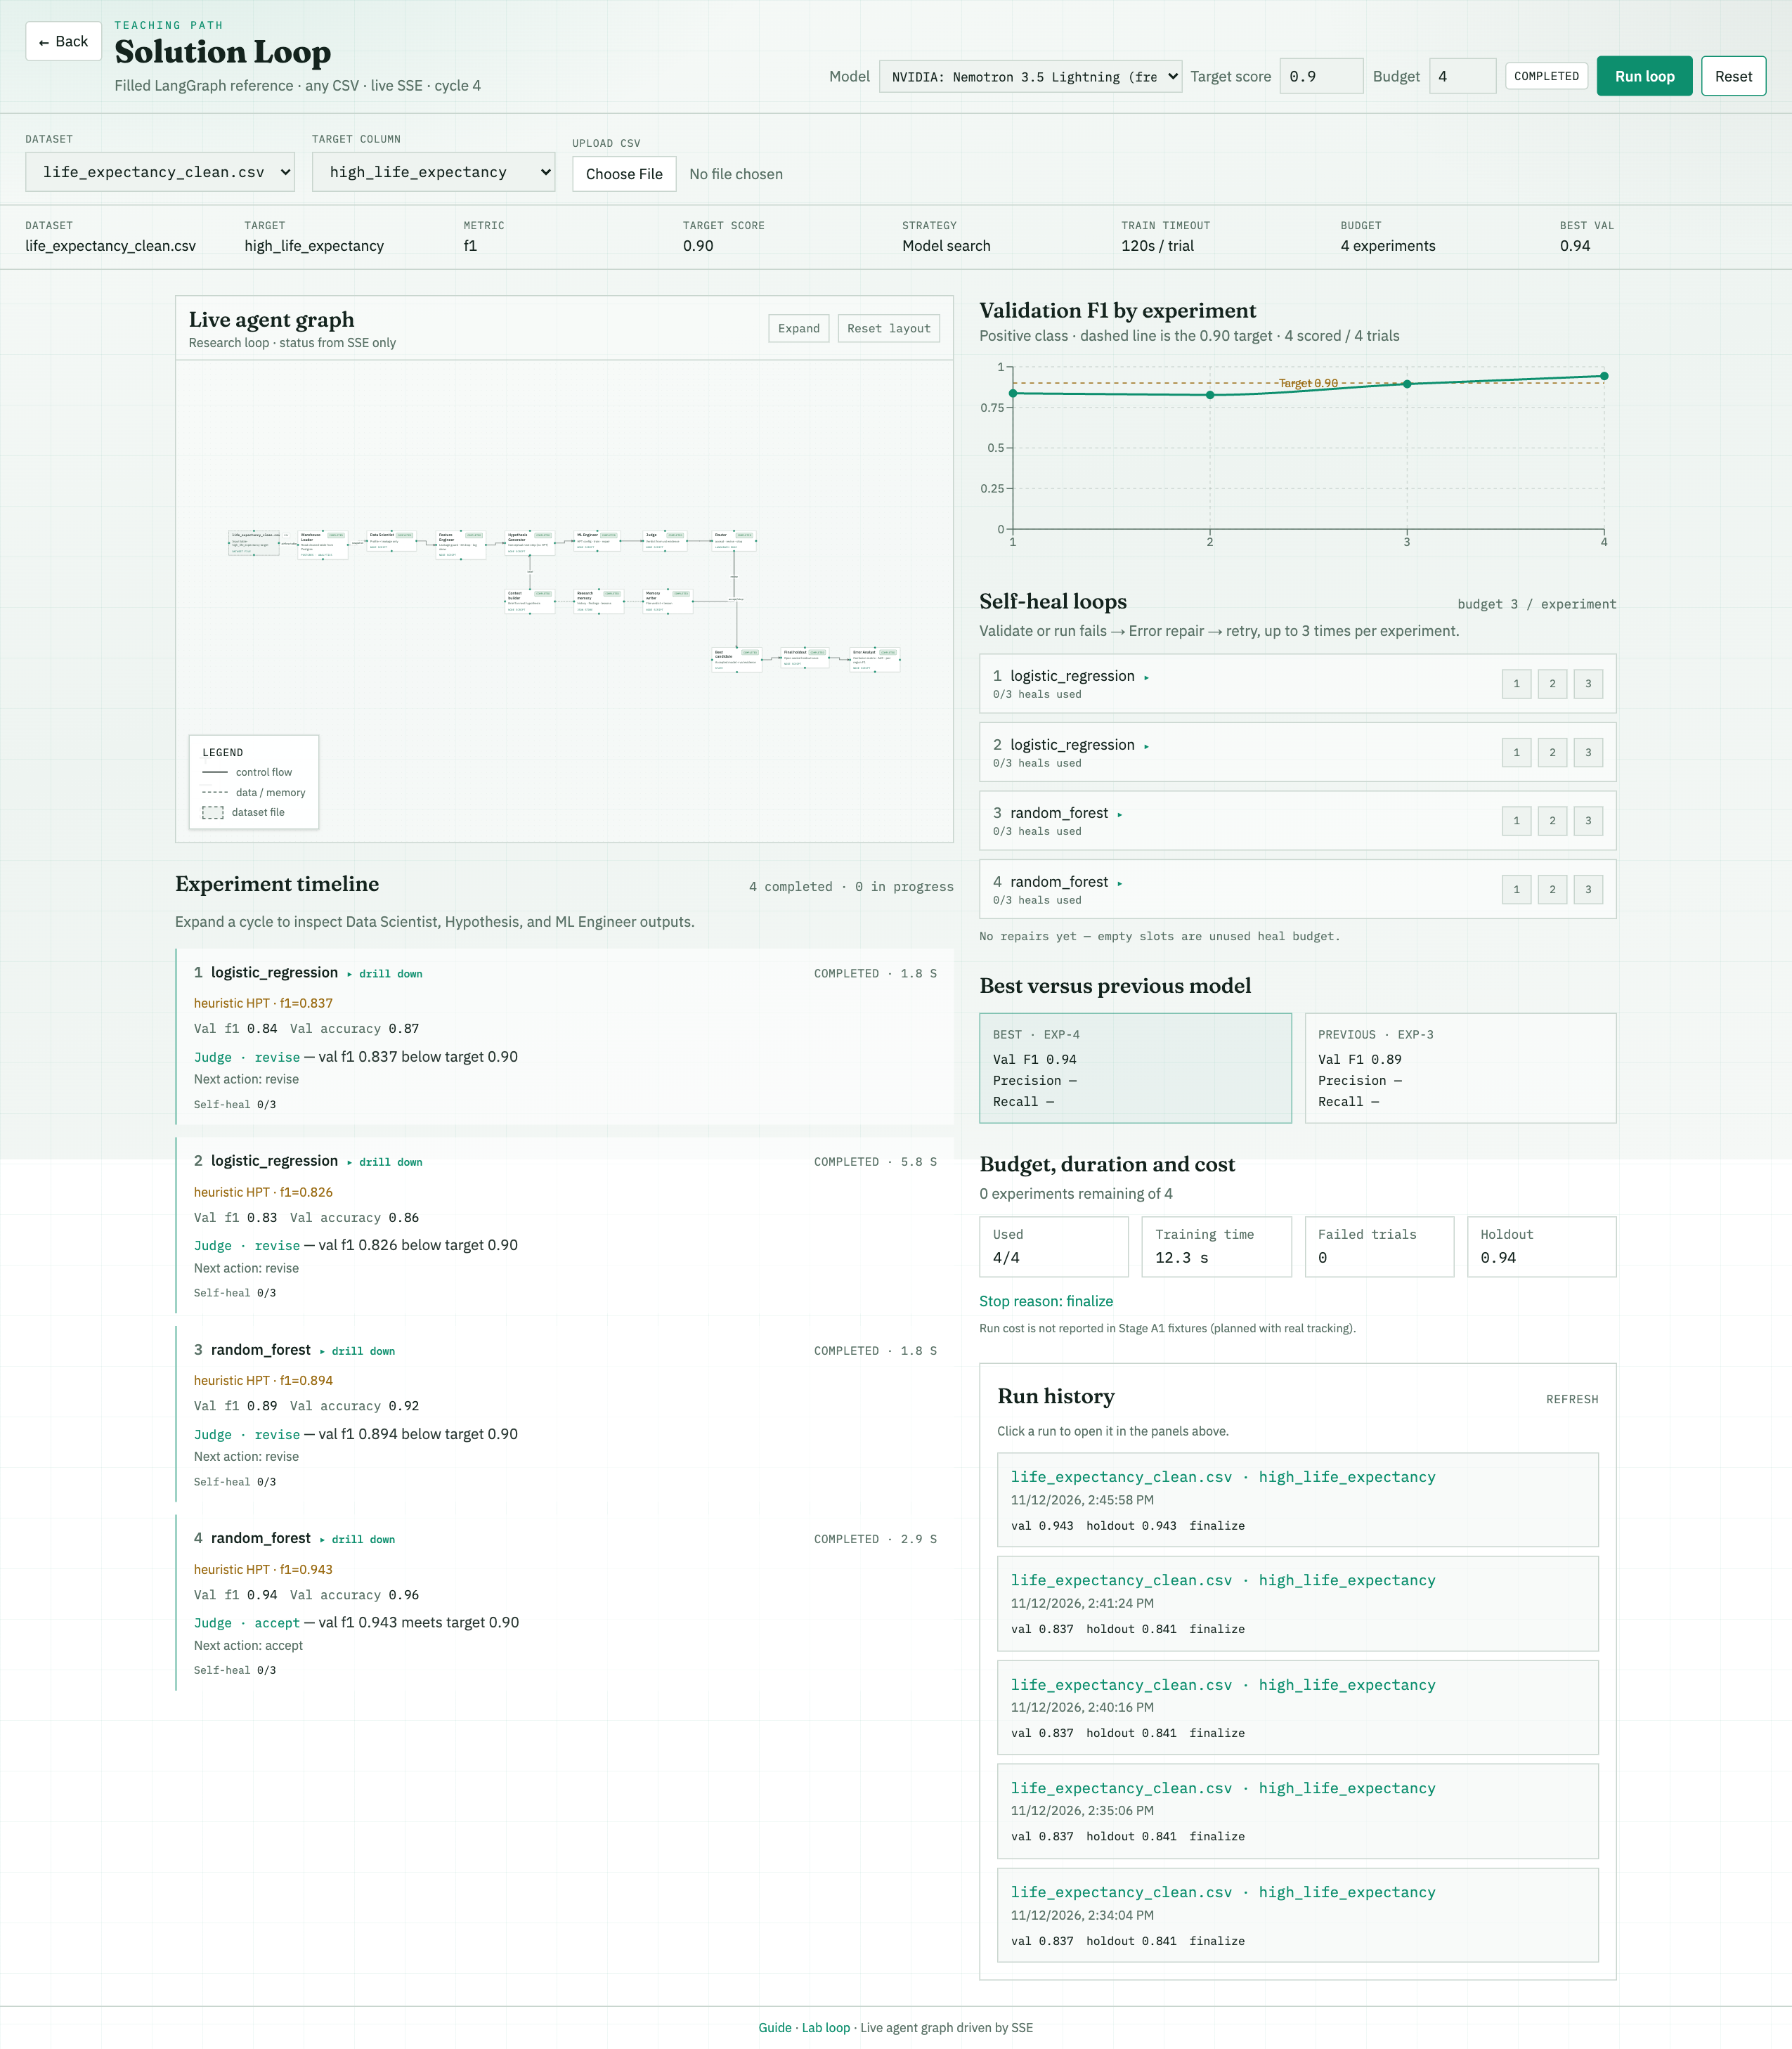 ← Back
TEACHING PATH
Solution Loop
Filled LangGraph reference · any CSV · live SSE · cycle 4
Model
NVIDIA: Nemotron 3.5 Lightning (fre
Target score
0.9
Budget
4
COMPLETED
Run loop
Reset
DATASET
life_expectancy_clean.csv
TARGET COLUMN
high_life_expectancy
UPLOAD CSV
Choose File
No file chosen
DATASET
life_expectancy_clean.csv
TARGET
high_life_expectancy
METRIC
f1
TARGET SCORE
0.90
STRATEGY
Model search
TRAIN TIMEOUT
120s / trial
BUDGET
4 experiments
BEST VAL
0.94
Live agent graph
Research loop · status from SSE only
Expand
Reset layout
life_expectancy_clean.csv
Warehouse Loader
Data Scientist
Feature Engineer
Hypothesis Generator
ML Engineer
Judge
Router
Context builder
Research memory
Memory writer
Best candidate
Final holdout
Error Analyst
LEGEND
control flow
data / memory
dataset file
Experiment timeline
4 completed · 0 in progress
Expand a cycle to inspect Data Scientist, Hypothesis, and ML Engineer outputs.
1 logistic_regression ▸ drill down
COMPLETED · 1.8 S
heuristic HPT · f1=0.837
Val f1 0.84 Val accuracy 0.87
Judge · revise — val f1 0.837 below target 0.90
Next action: revise
Self-heal 0/3
2 logistic_regression ▸ drill down
COMPLETED · 5.8 S
heuristic HPT · f1=0.826
Val f1 0.83 Val accuracy 0.86
Judge · revise — val f1 0.826 below target 0.90
Next action: revise
Self-heal 0/3
3 random_forest ▸ drill down
COMPLETED · 1.8 S
heuristic HPT · f1=0.894
Val f1 0.89 Val accuracy 0.92
Judge · revise — val f1 0.894 below target 0.90
Next action: revise
Self-heal 0/3
4 random_forest ▸ drill down
COMPLETED · 2.9 S
heuristic HPT · f1=0.943
Val f1 0.94 Val accuracy 0.96
Judge · accept — val f1 0.943 meets target 0.90
Next action: accept
Self-heal 0/3
Validation F1 by experiment
Positive class · dashed line is the 0.90 target · 4 scored / 4 trials
1
Target 0.90
0.75
0.5
0.25
0
1 2 3 4
Self-heal loops
budget 3 / experiment
Validate or run fails → Error repair → retry, up to 3 times per experiment.
1 logistic_regression ▸
0/3 heals used
1 2 3
2 logistic_regression ▸
0/3 heals used
1 2 3
3 random_forest ▸
0/3 heals used
1 2 3
4 random_forest ▸
0/3 heals used
1 2 3
No repairs yet — empty slots are unused heal budget.
Best versus previous model
BEST · EXP-4
Val F1 0.94
Precision —
Recall —
PREVIOUS · EXP-3
Val F1 0.89
Precision —
Recall —
Budget, duration and cost
0 experiments remaining of 4
Used
4/4
Training time
12.3 s
Failed trials
0
Holdout
0.94
Stop reason: finalize
Run cost is not reported in Stage A1 fixtures (planned with real tracking).
Run history
REFRESH
Click a run to open it in the panels above.
life_expectancy_clean.csv · high_life_expectancy
11/12/2026, 2:45:58 PM
val 0.943 holdout 0.943 finalize
life_expectancy_clean.csv · high_life_expectancy
11/12/2026, 2:41:24 PM
val 0.837 holdout 0.841 finalize
life_expectancy_clean.csv · high_life_expectancy
11/12/2026, 2:40:16 PM
val 0.837 holdout 0.841 finalize
life_expectancy_clean.csv · high_life_expectancy
11/12/2026, 2:35:06 PM
val 0.837 holdout 0.841 finalize
life_expectancy_clean.csv · high_life_expectancy
11/12/2026, 2:34:04 PM
val 0.837 holdout 0.841 finalize
Guide · Lab loop · Live agent graph driven by SSE